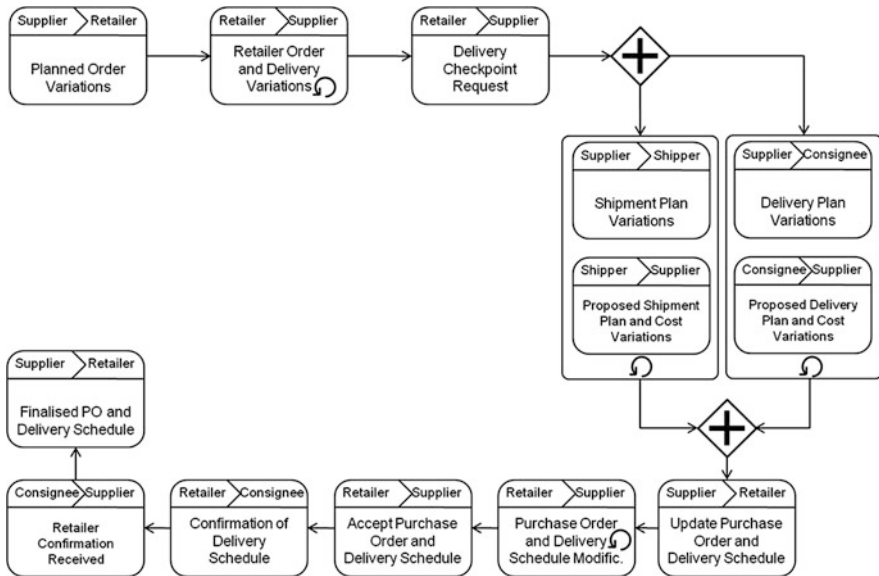 Supplier Retailer
Planned Order
Variations
Retailer Supplier
Retailer Order
and Delivery
Variations
Retailer Supplier
Delivery
Checkpoint
Request
Supplier Shipper
Shipment Plan
Variations
Shipper Supplier
Proposed Shipment
Plan and Cost
Variations
Supplier Consignee
Delivery Plan
Variations
Consignee Supplier
Proposed Delivery
Plan and Cost
Variations
Supplier Retailer
Update Purchase
Order and
Delivery Schedule
Retailer Supplier
Purchase Order
and Delivery
Schedule Modific.
Retailer Supplier
Accept Purchase
Order and
Delivery Schedule
Retailer Consignee
Confirmation of
Delivery
Schedule
Consignee Supplier
Retailer
Confirmation
Received
Supplier Retailer
Finalised PO and
Delivery Schedule